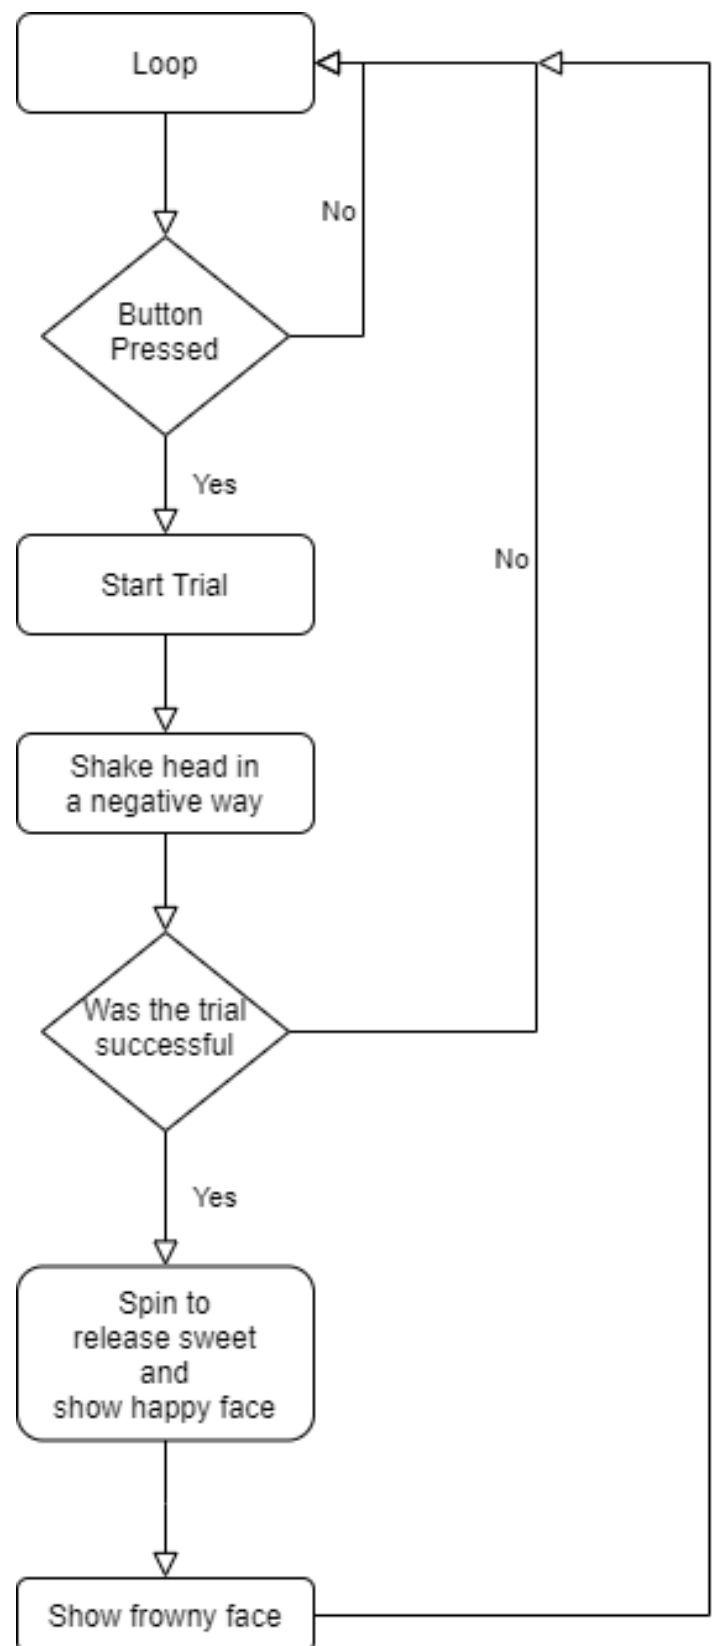 Loop
No
Button
Pressed
Yes
Start Trial
No
Shake head in
a negative way
Was the trial
successful
Yes
Spin to
release sweet
and
show happy face
Show frowny face